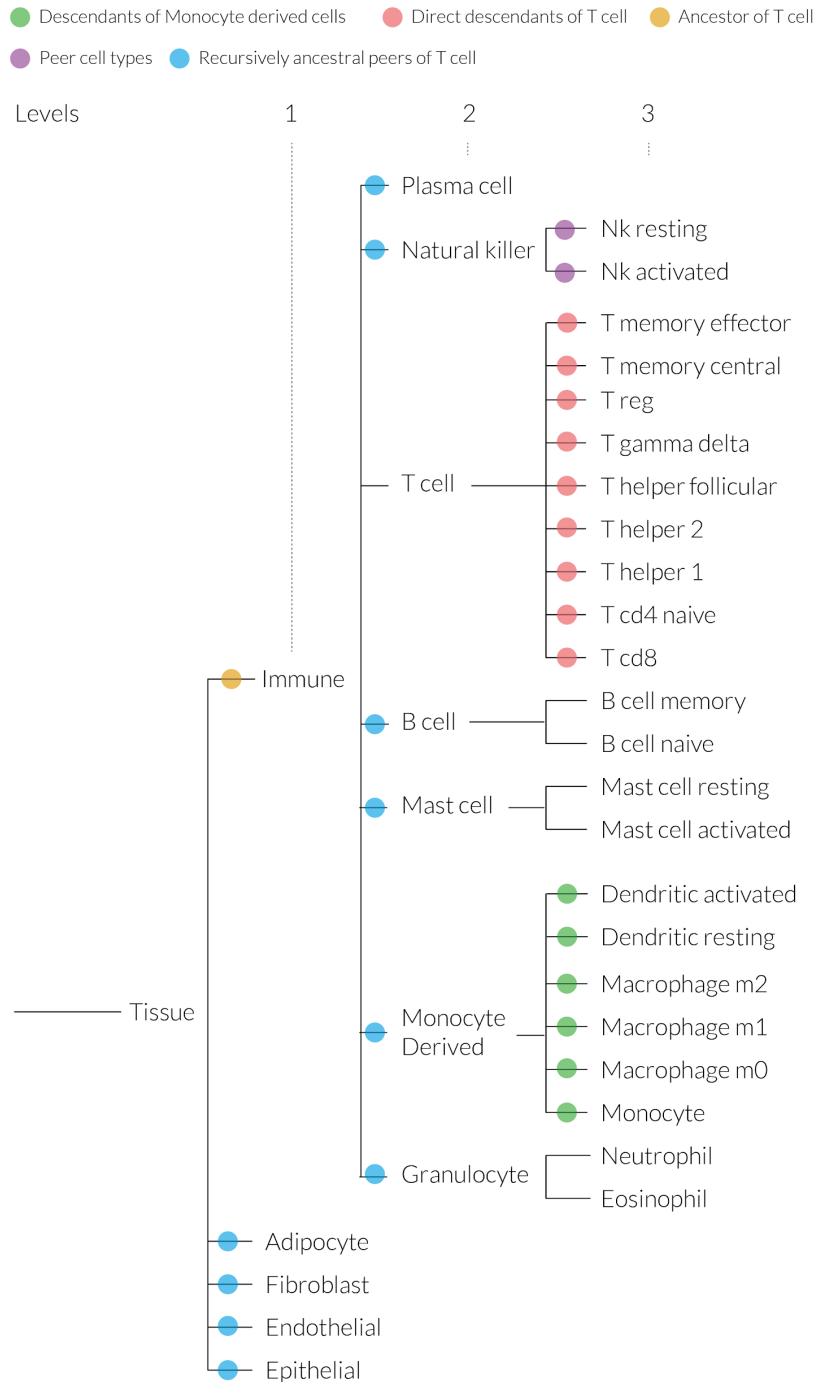 Descendants of Monocyte derived cells
Direct descendants of T cell
Ancestor of T cell
Peer cell types
Recursively ancestral peers of T cell
Levels 1 2 3
Plasma cell
Natural killer
Nk resting
Nk activated
T memory effector
T memory central
T reg
T gamma delta
T cell
T helper follicular
T helper 2
T helper 1
T cd4 naive
T cd8
Immune
B cell memory
B cell
B cell naive
Mast cell resting
Mast cell
Mast cell activated
Dendritic activated
Dendritic resting
Macrophage m2
Tissue
Monocyte
Derived
Macrophage m1
Macrophage m0
Monocyte
Neutrophil
Granulocyte
Eosinophil
Adipocyte
Fibroblast
Endothelial
Epithelial